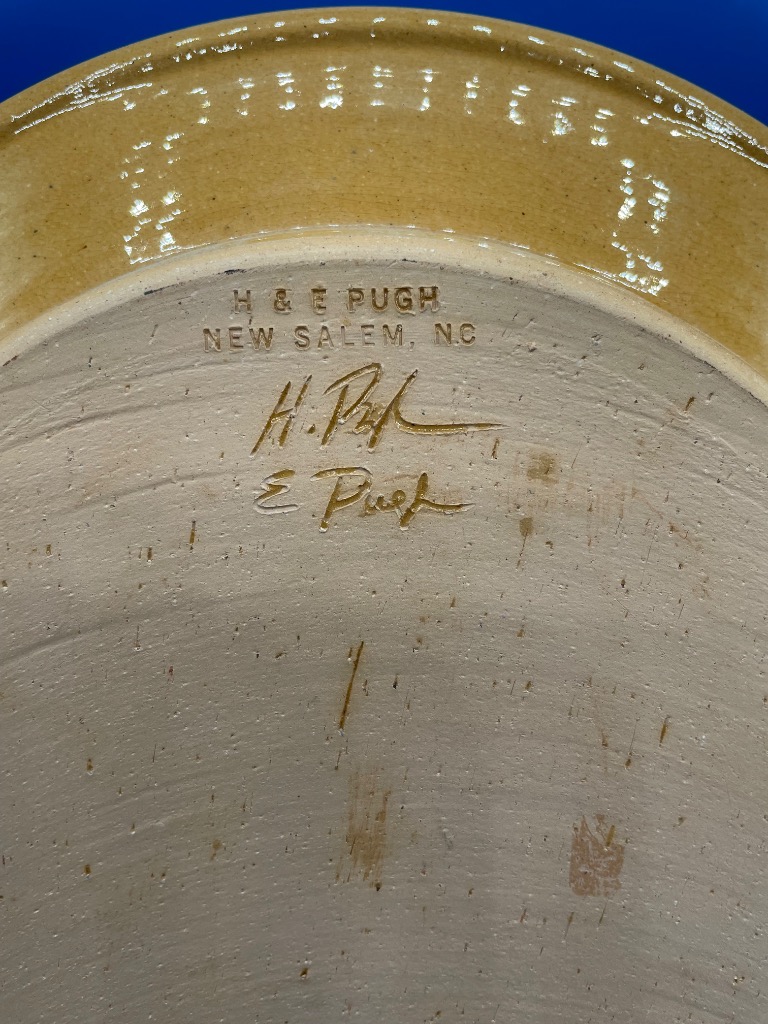 H & E PUGH
NEW SALEM, NC
H. Pugh
E Pugh